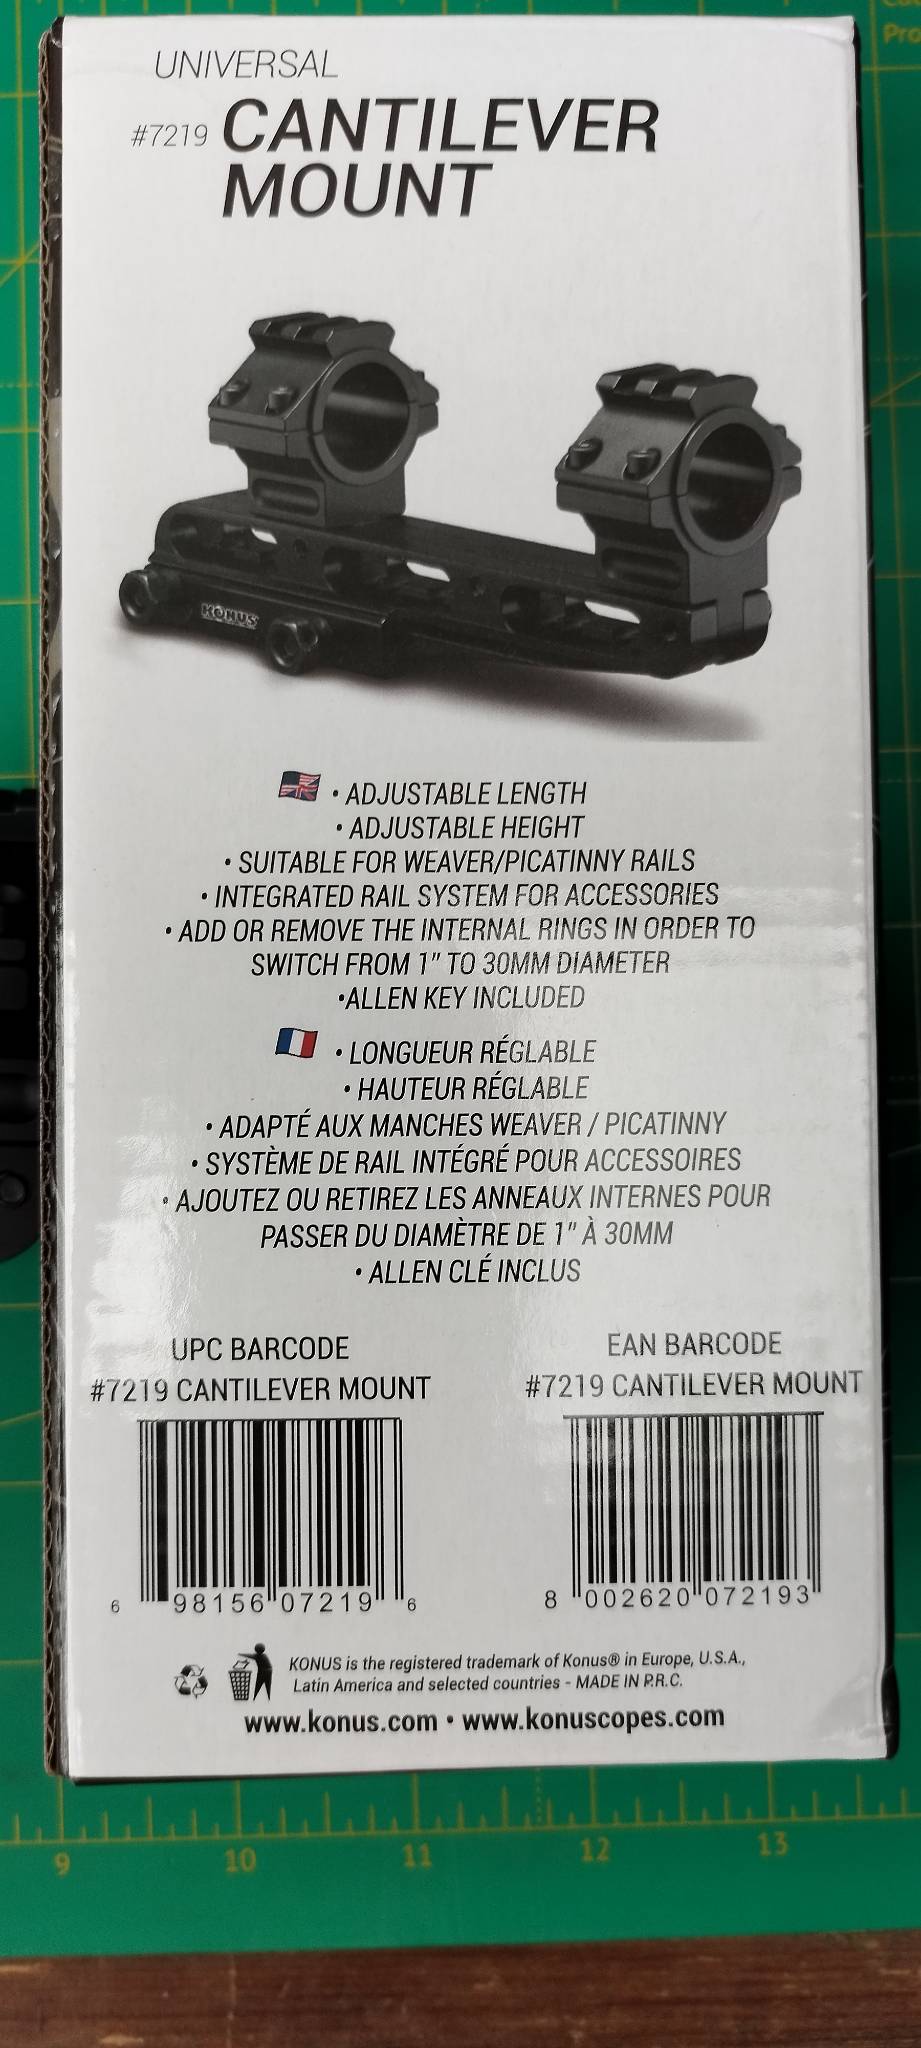 UNIVERSAL
#7219 CANTILEVER
MOUNT
KONUS
• ADJUSTABLE LENGTH
• ADJUSTABLE HEIGHT
• SUITABLE FOR WEAVER/PICATINNY RAILS
• INTEGRATED RAIL SYSTEM FOR ACCESSORIES
• ADD OR REMOVE THE INTERNAL RINGS IN ORDER TO
SWITCH FROM 1" TO 30MM DIAMETER
•ALLEN KEY INCLUDED
• LONGUEUR RÉGLABLE
• HAUTEUR RÉGLABLE
• ADAPTÉ AUX MANCHES WEAVER / PICATINNY
• SYSTÈME DE RAIL INTÉGRÉ POUR ACCESSOIRES
• AJOUTEZ OU RETIREZ LES ANNEAUX INTERNES POUR
PASSER DU DIAMÈTRE DE 1" À 30MM
• ALLEN CLÉ INCLUS
UPC BARCODE
#7219 CANTILEVER MOUNT
6 98156 07219 6
EAN BARCODE
#7219 CANTILEVER MOUNT
8 002620 072193
KONUS is the registered trademark of Konus® in Europe, U.S.A.,
Latin America and selected countries - MADE IN P.R.C.
www.konus.com • www.konuscopes.com
9 10 11 12 13